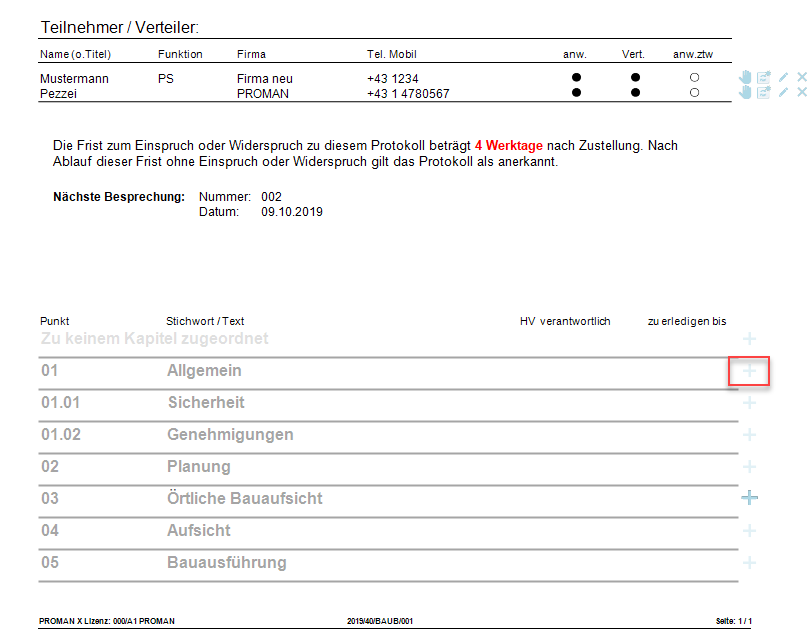 Teilnehmer / Verteiler:
Name (o.Titel) Funktion Firma Tel. Mobil anw. Vert. anw.ztw
Mustermann PS Firma neu +43 1234
Pezzei PROMAN +43 1 4780567
Die Frist zum Einspruch oder Widerspruch zu diesem Protokoll beträgt 4 Werktage nach Zustellung. Nach
Ablauf dieser Frist ohne Einspruch oder Widerspruch gilt das Protokoll als anerkannt.
Nächste Besprechung: Nummer: 002
Datum: 09.10.2019
Punkt Stichwort / Text HV verantwortlich zu erledigen bis
Zu keinem Kapitel zugeordnet
01 Allgemein
01.01 Sicherheit
01.02 Genehmigungen
02 Planung
03 Örtliche Bauaufsicht
04 Aufsicht
05 Bauausführung
PROMAN X Lizenz: 000/A1 PROMAN 2019/40/BAUB/001 Seite: 1 / 1